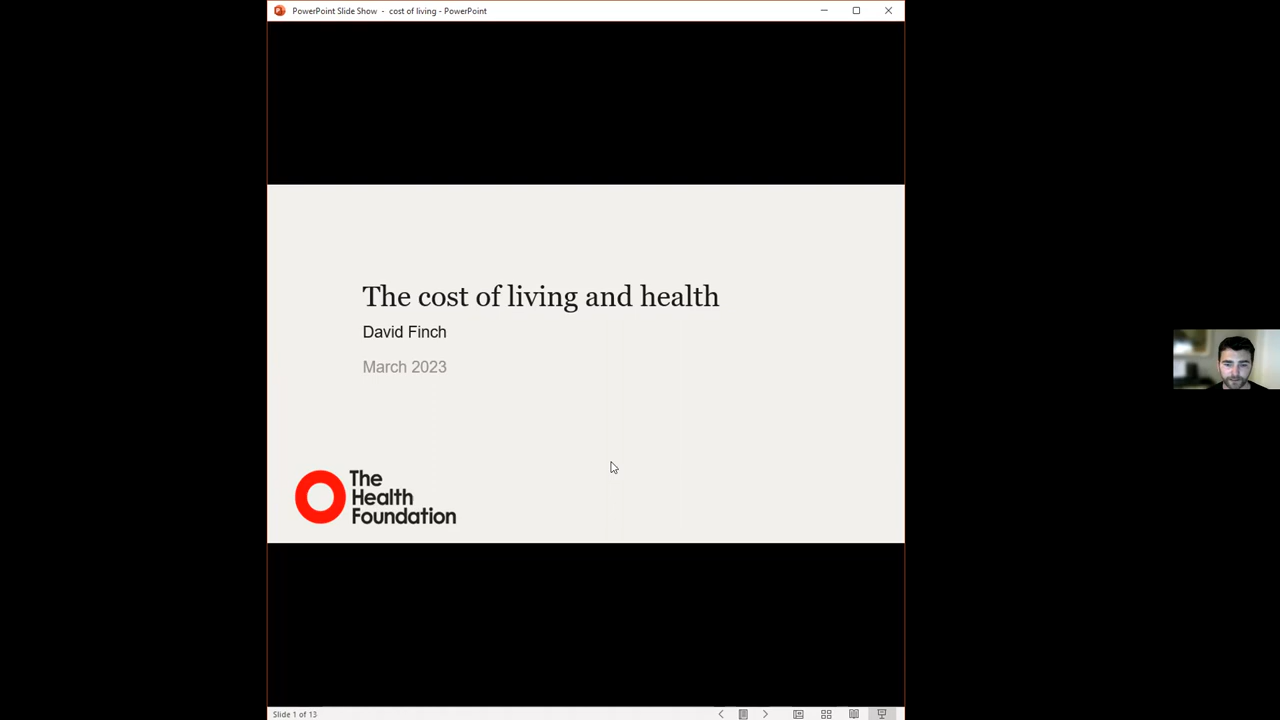 PowerPoint Slide Show - cost of living - PowerPoint
The cost of living and health
David Finch
March 2023
The
Health
Foundation
Slide 1 of 13